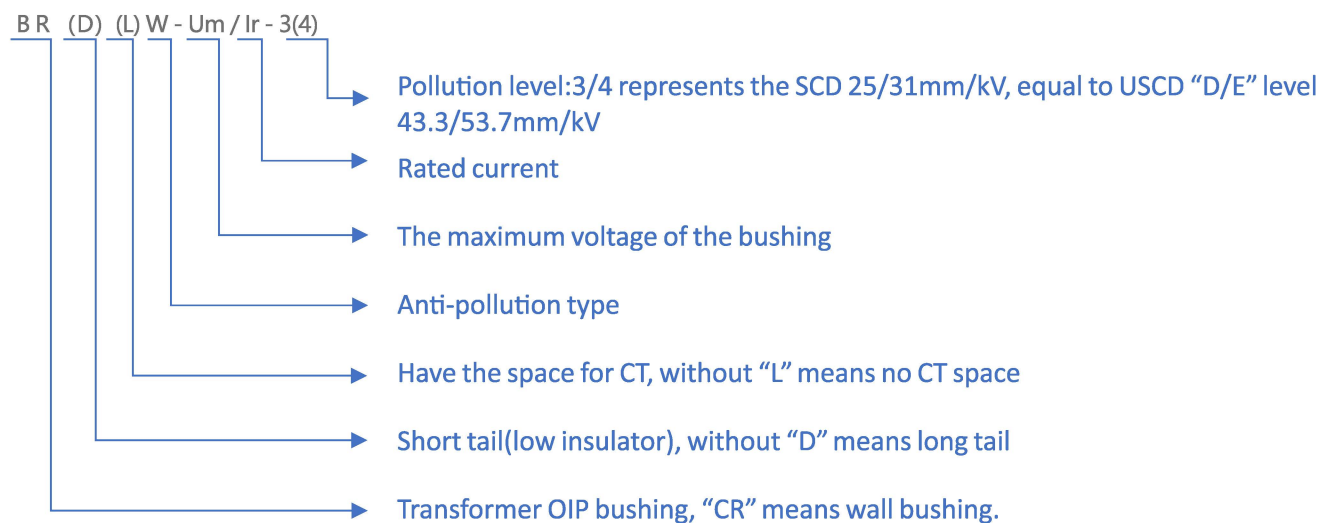 BR (D) (L) W - Um / Ir - 3(4)
Pollution level:3/4 represents the SCD 25/31mm/kV, equal to USCD “D/E” level
43.3/53.7mm/kV
Rated current
The maximum voltage of the bushing
Anti-pollution type
Have the space for CT, without “L” means no CT space
Short tail(low insulator), without “D” means long tail
Transformer OIP bushing, “CR” means wall bushing.